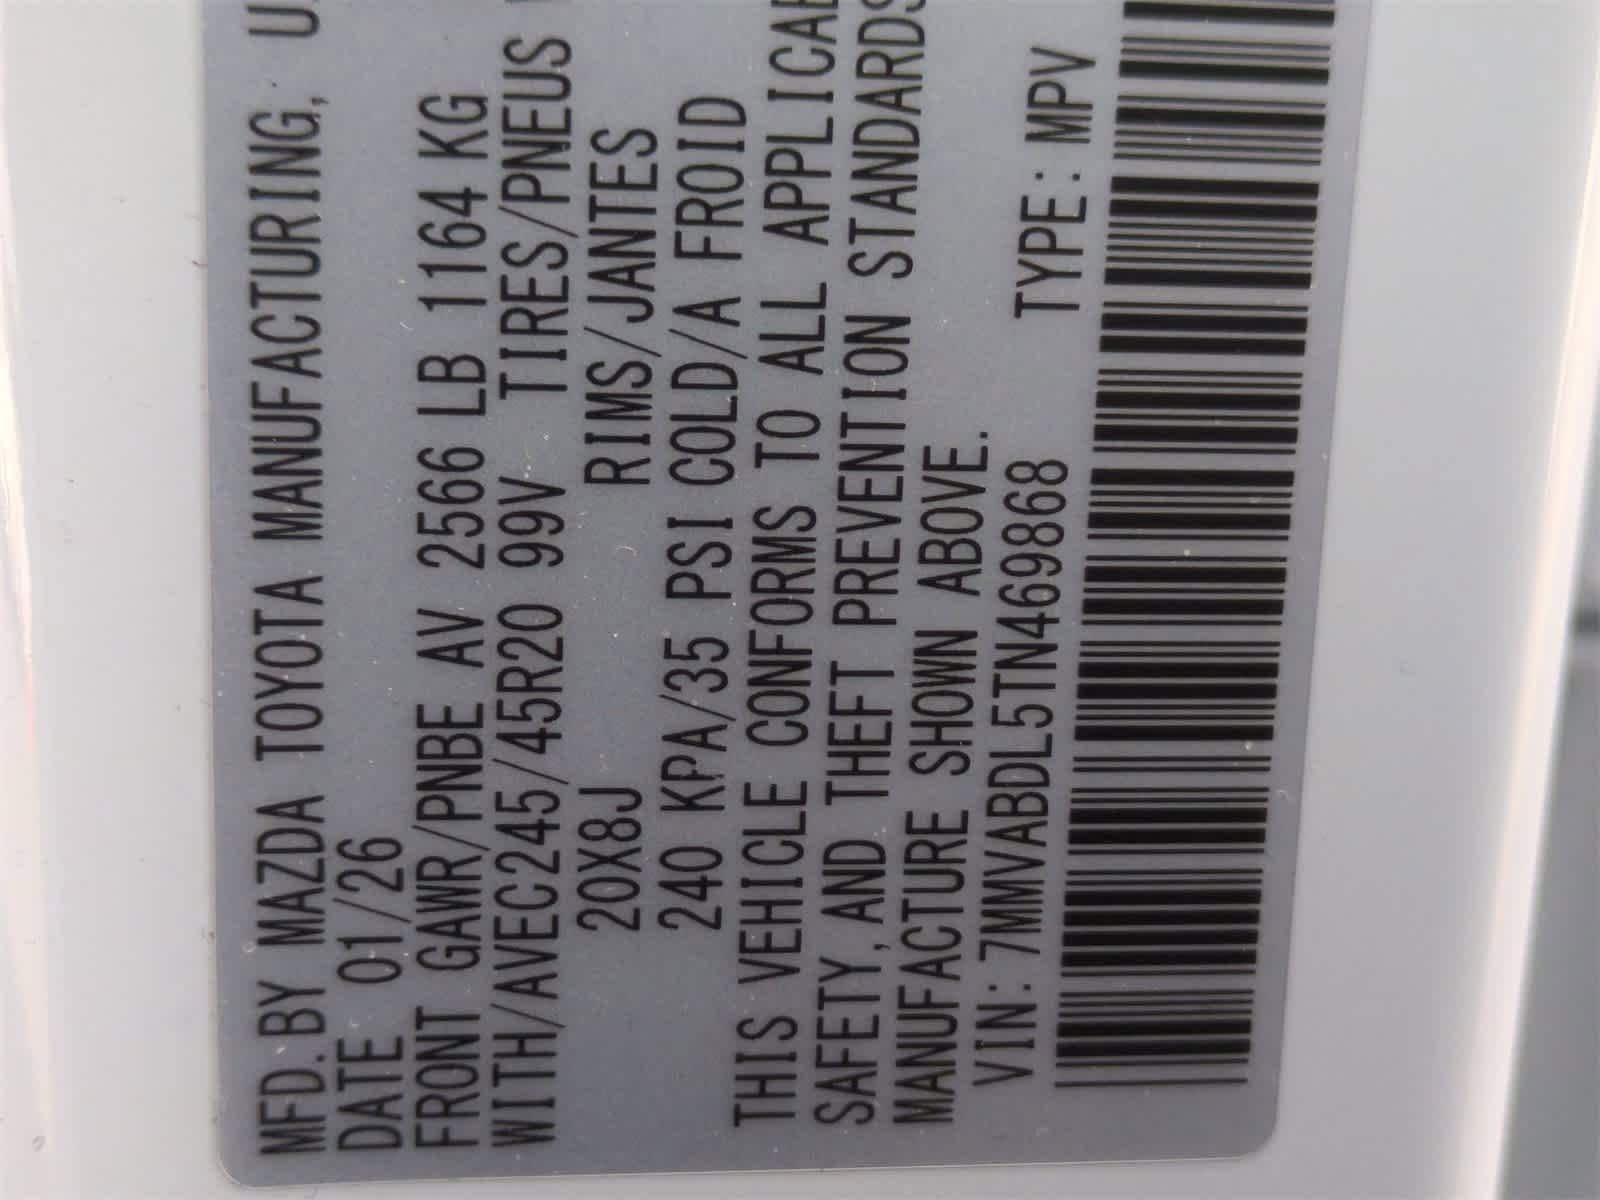 MFD. BY MAZDA TOYOTA MANUFACTURING, U.
DATE 01/26
FRONT GAWR/PNBE AV 2566 LB 1164 KG
WITH/AVEC245/45R20 99V TIRES/PNEUS
20X8J RIMS/JANTES
240 KPA/35 PSI COLD/A FROID
THIS VEHICLE CONFORMS TO ALL
SAFETY, AND THEFT PREVENTION STANDARDS
MANUFACTURE SHOWN ABOVE.
VIN: 7MMVABDL5TN469868 TYPE: MPV